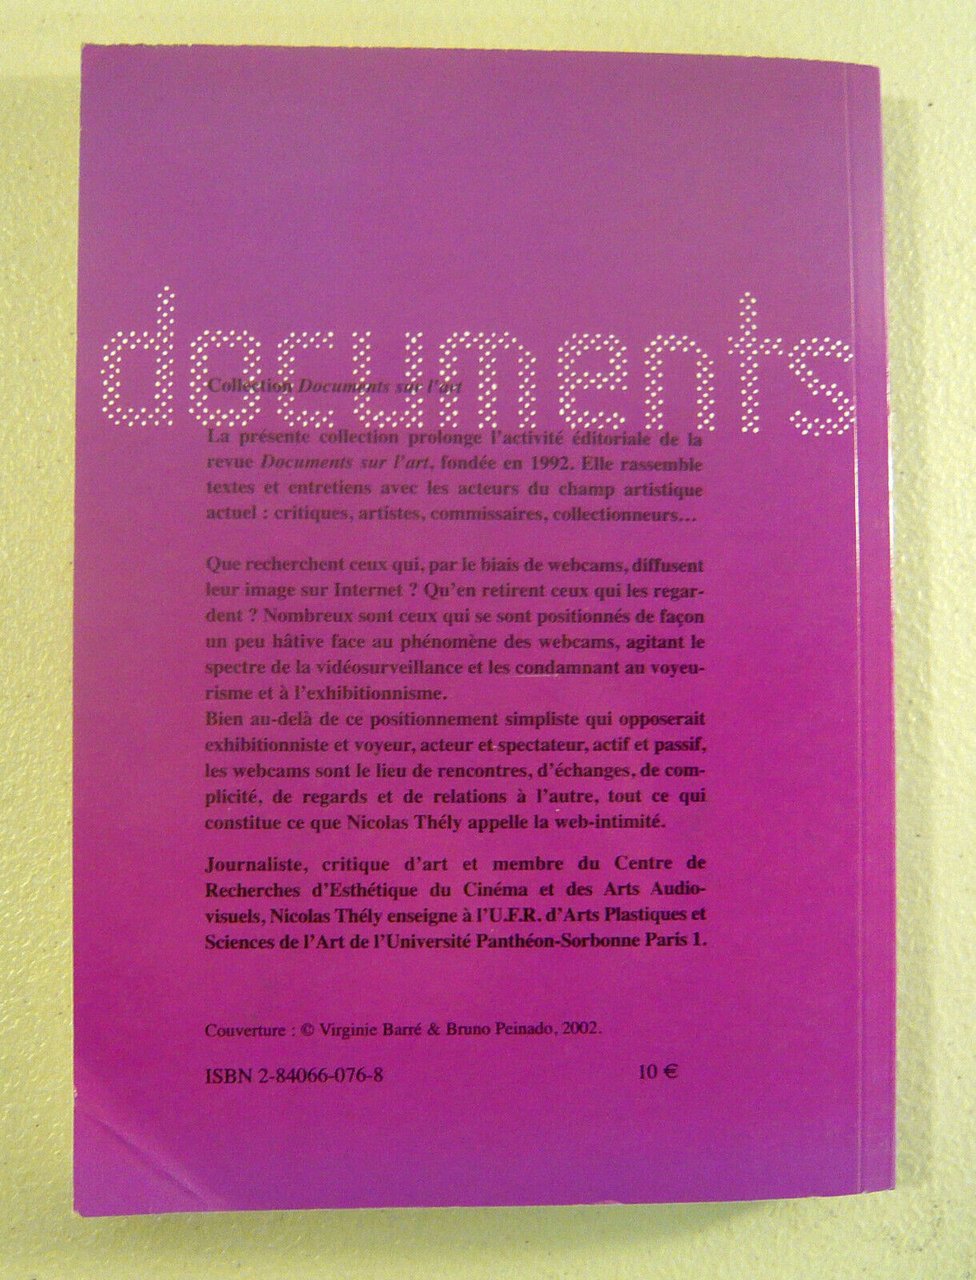 documents
Collection Documents sur l'art
La présente collection prolonge l'activité éditoriale de la
revue Documents sur l'art, fondée en 1992. Elle rassemble
textes et entretiens avec les acteurs du champ artistique
actuel : critiques, artistes, commissaires, collectionneurs...
Que recherchent ceux qui, par le biais de webcams, diffusent
leur image sur Internet ? Qu'en retirent ceux qui les regar-
dent ? Nombreux sont ceux qui se sont positionnés de façon
un peu hâtive face au phénomène des webcams, agitant le
spectre de la vidéosurveillance et les condamnant au voyeu-
risme et à l'exhibitionnisme.
Bien au-delà de ce positionnement simpliste qui opposerait
exhibitionniste et voyeur, acteur et spectateur, actif et passif,
les webcams sont le lieu de rencontres, d'échanges, de com-
plicité, de regards et de relations à l'autre, tout ce qui
constitue ce que Nicolas Thély appelle la web-intimité.
Journaliste, critique d'art et membre du Centre de
Recherches d'Esthétique du Cinéma et des Arts Audio-
visuels, Nicolas Thély enseigne à l'U.F.R. d'Arts Plastiques et
Sciences de l'Art de l'Université Panthéon-Sorbonne Paris 1.
Couverture : © Virginie Barré & Bruno Peinado, 2002.
ISBN 2-84066-076-8 10 €